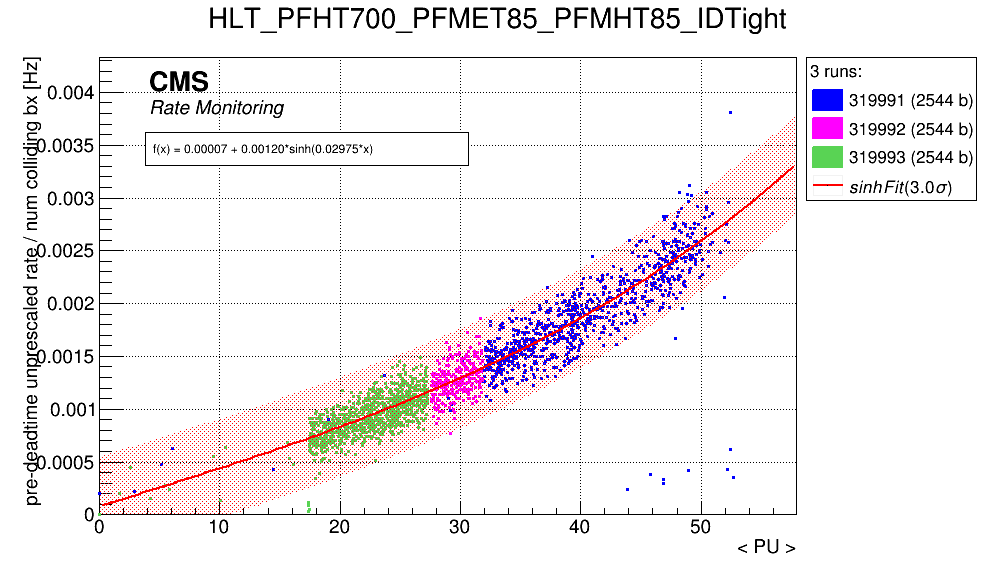 HLT_PFHT700_PFMET85_PFMHT85_IDTight
pre-deadtime unprescaled rate / num colliding bx [Hz]
0.004
0.0035
0.003
0.0025
0.002
0.0015
0.001
0.0005
0
CMS
Rate Monitoring
f(x) = 0.00007 + 0.00120*sinh(0.02975*x)
0 10 20 30 40 50
< PU >
3 runs:
319991 (2544 b)
319992 (2544 b)
319993 (2544 b)
sinhFit(3.0σ)